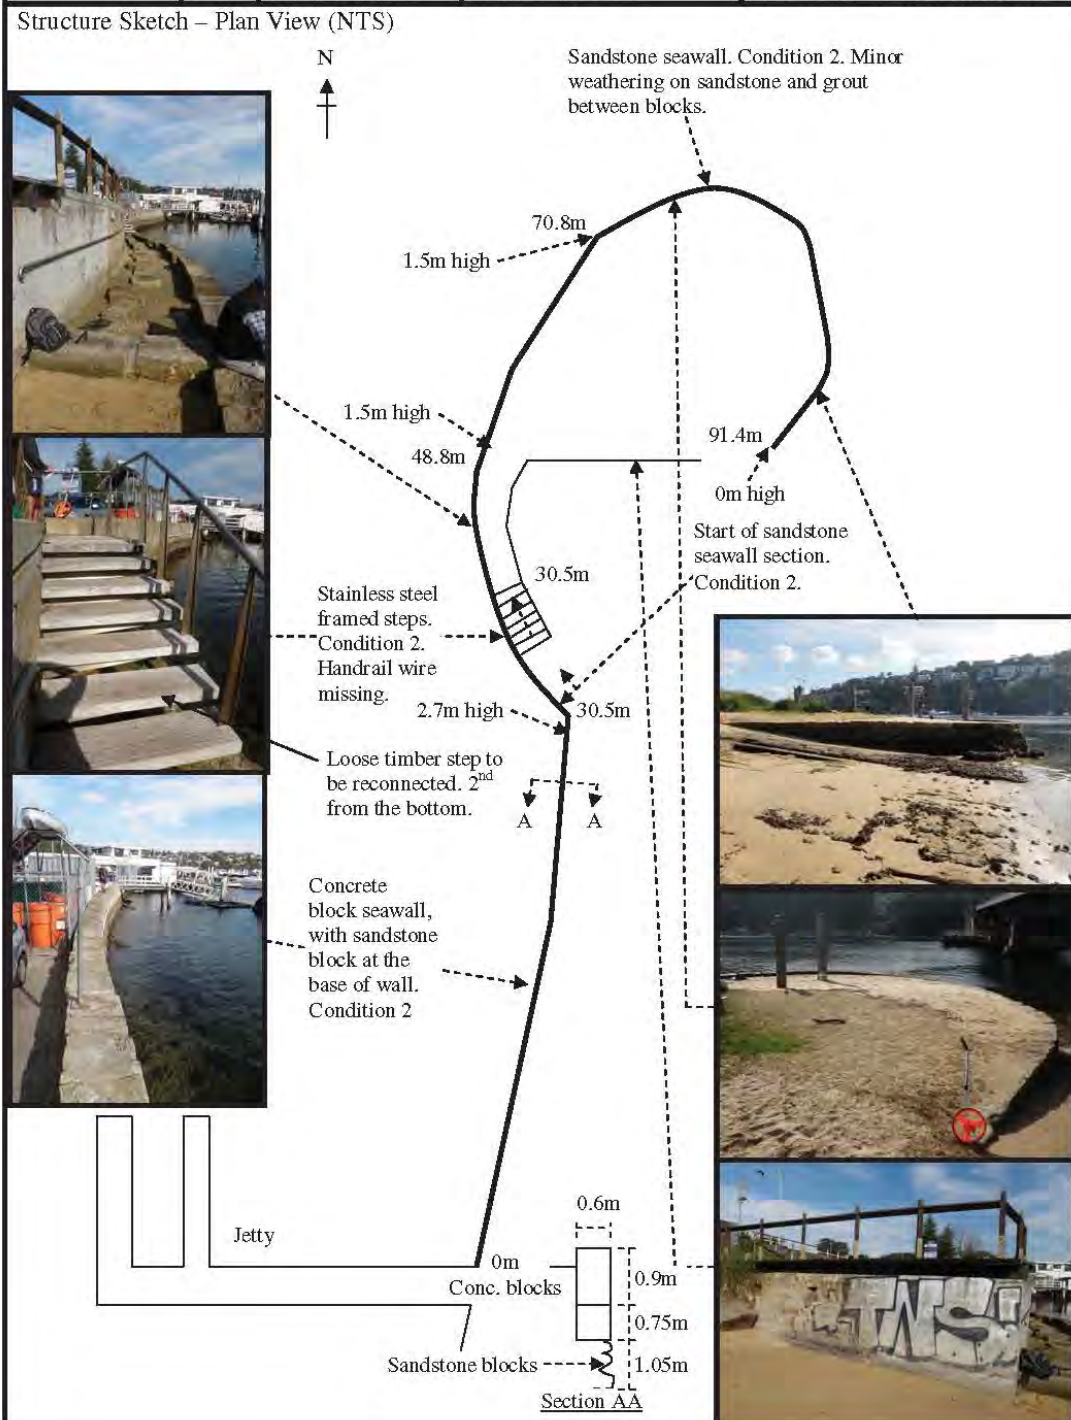 Structure Sketch – Plan View (NTS)
N
Sandstone seawall. Condition 2. Minor
weathering on sandstone and grout
between blocks.
70.8m
1.5m high
1.5m high
48.8m
91.4m
0m high
Start of sandstone
seawall section.
Condition 2.
30.5m
Stainless steel
framed steps.
Condition 2.
Handrail wire
missing.
2.7m high
30.5m
Loose timber step to
be reconnected. 2nd
from the bottom.
A A
Concrete
block seawall,
with sandstone
block at the
base of wall.
Condition 2
Jetty
0m
Conc. blocks
0.6m
0.9m
0.75m
1.05m
Sandstone blocks
Section AA
TNS